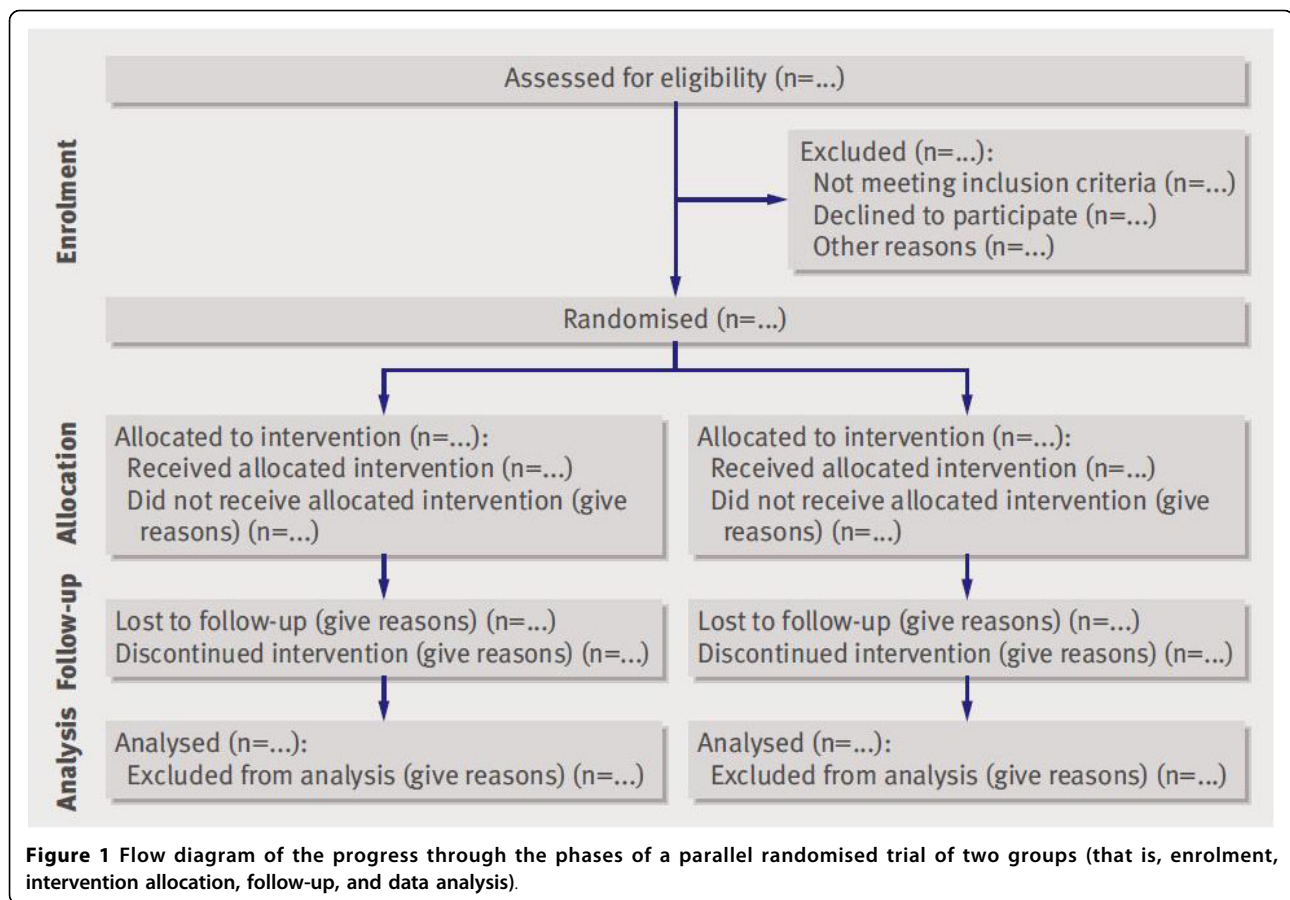 Assessed for eligibility (n=...)
Enrolment
Excluded (n=...):
Not meeting inclusion criteria (n=...)
Declined to participate (n=...)
Other reasons (n=...)
Randomised (n=...)
Allocation
Allocated to intervention (n=...):
Received allocated intervention (n=...)
Did not receive allocated intervention (give
reasons) (n=...)
Allocated to intervention (n=...):
Received allocated intervention (n=...)
Did not receive allocated intervention (give
reasons) (n=...)
Follow-up
Lost to follow-up (give reasons) (n=...)
Discontinued intervention (give reasons) (n=...)
Lost to follow-up (give reasons) (n=...)
Discontinued intervention (give reasons) (n=...)
Analysis
Analysed (n=...):
Excluded from analysis (give reasons) (n=...)
Analysed (n=...):
Excluded from analysis (give reasons) (n=...)
Figure 1 Flow diagram of the progress through the phases of a parallel randomised trial of two groups (that is, enrolment,
intervention allocation, follow-up, and data analysis).